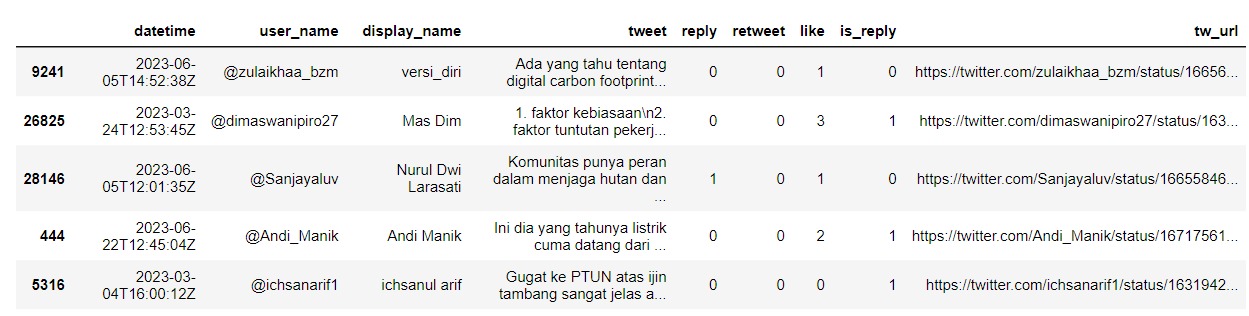 datetime user_name display_name tweet reply retweet like is_reply tw_url
9241 2023-06-05T14:52:38Z @zulaikhaa_bzm versi_diri Ada yang tahu tentang digital carbon footprint... 0 0 1 0 https://twitter.com/zulaikhaa_bzm/status/16656...
26825 2023-03-24T12:53:45Z @dimaswanipiro27 Mas Dim 1. faktor kebiasaan\n2. faktor tuntutan pekerj... 0 0 3 1 https://twitter.com/dimaswanipiro27/status/163...
28146 2023-06-05T12:01:35Z @Sanjayaluv Nurul Dwi Larasati Komunitas punya peran dalam menjaga hutan dan ... 1 0 1 0 https://twitter.com/Sanjayaluv/status/16655846...
444 2023-06-22T12:45:04Z @Andi_Manik Andi Manik Ini dia yang tahunya listrik cuma datang dari ... 0 0 2 1 https://twitter.com/Andi_Manik/status/16717561...
5316 2023-03-04T16:00:12Z @ichsanarif1 ichsanul arif Gugat ke PTUN atas ijin tambang sangat jelas a... 0 0 0 1 https://twitter.com/ichsanarif1/status/1631942...